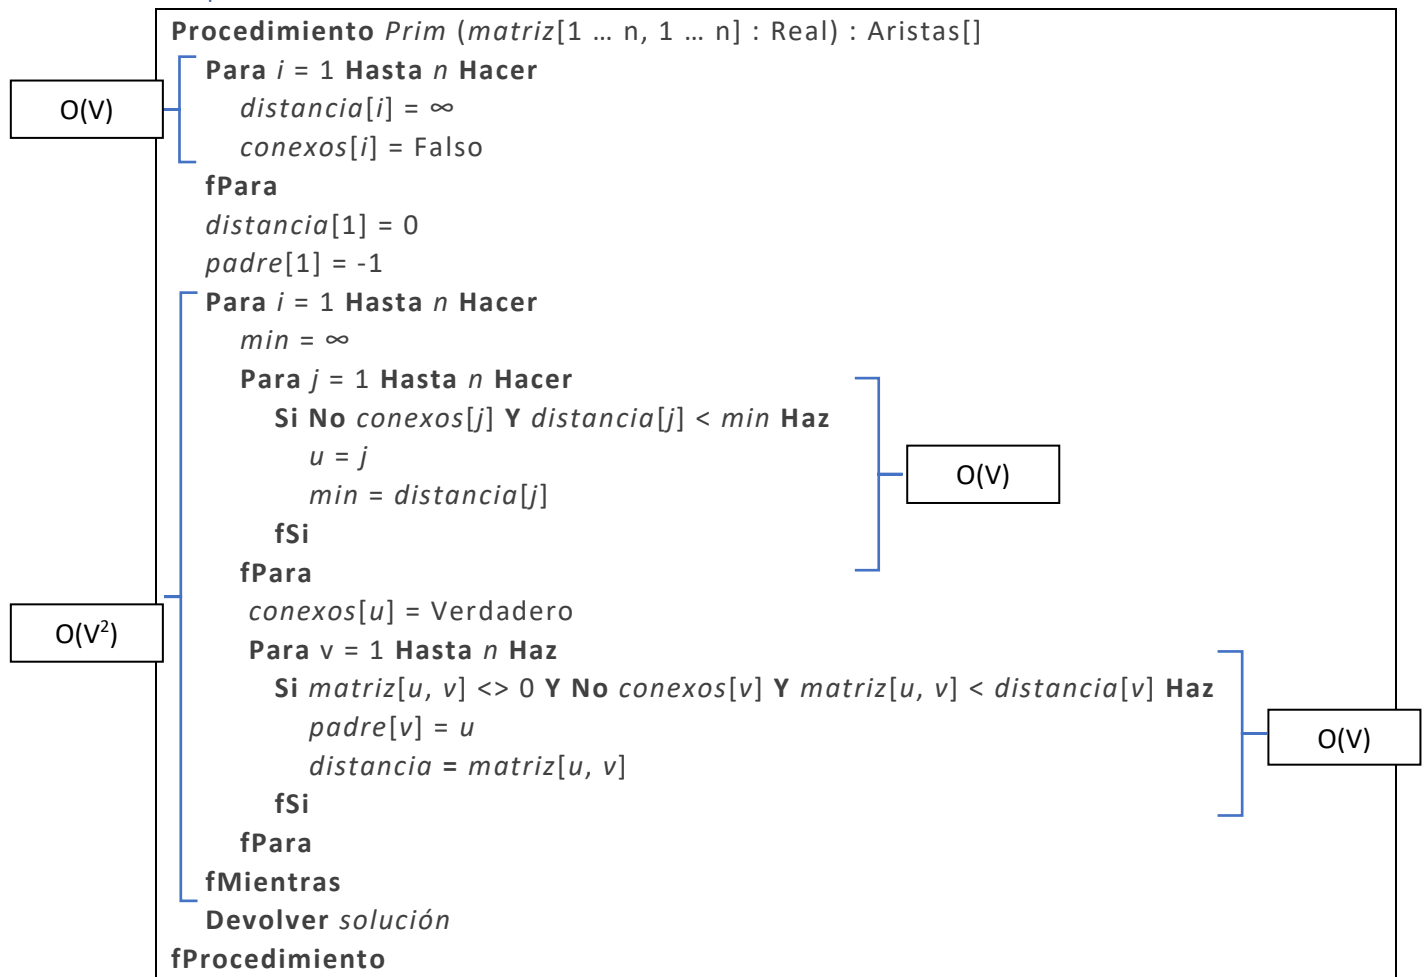 Procedimiento Prim (matriz[1 … n, 1 … n] : Real) : Aristas[]
Para i = 1 Hasta n Hacer
O(V)
distancia[i] = ∞
conexos[i] = Falso
fPara
distancia[1] = 0
padre[1] = -1
Para i = 1 Hasta n Hacer
min = ∞
Para j = 1 Hasta n Hacer
Si No conexos[j] Y distancia[j] < min Haz
u = j
min = distancia[j]
O(V)
fSi
fPara
conexos[u] = Verdadero
O(V²)
Para v = 1 Hasta n Haz
Si matriz[u, v] <> 0 Y No conexos[v] Y matriz[u, v] < distancia[v] Haz
padre[v] = u
O(V)
distancia = matriz[u, v]
fSi
fPara
fMientras
Devolver solución
fProcedimiento